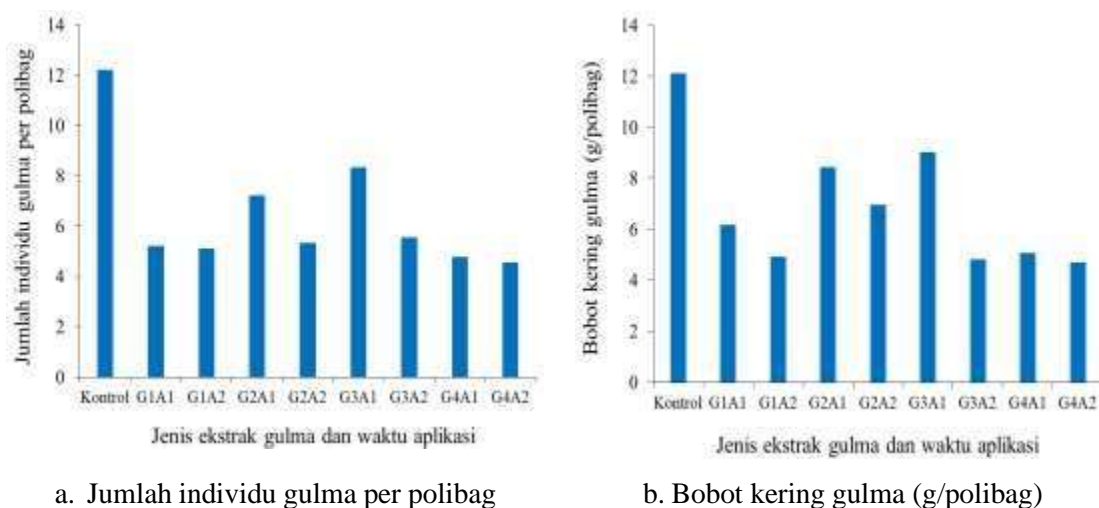 Jumlah individu gulma per polibag
14
12
10
8
6
4
2
0
Kontrol G1A1 G1A2 G2A1 G2A2 G3A1 G3A2 G4A1 G4A2
Jenis ekstrak gulma dan waktu aplikasi
a. Jumlah individu gulma per polibag
Bobot kering gulma (g/polibag)
14
12
10
8
6
4
2
0
Kontrol G1A1 G1A2 G2A1 G2A2 G3A1 G3A2 G4A1 G4A2
Jenis ekstrak gulma dan waktu aplikasi
b. Bobot kering gulma (g/polibag)